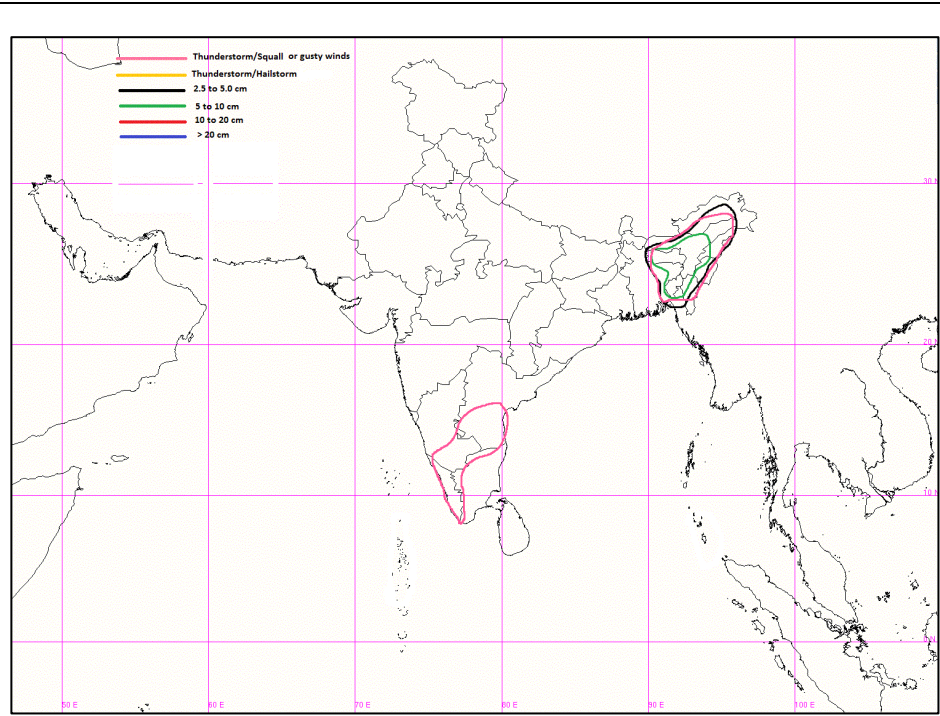 Thunderstorm/Squall or gusty winds
Thunderstorm/Hailstorm
2.5 to 5.0 cm
5 to 10 cm
10 to 20 cm
> 20 cm
30 N
20 N
10 N
0 N
50 E 60 E 70 E 80 E 90 E 100 E